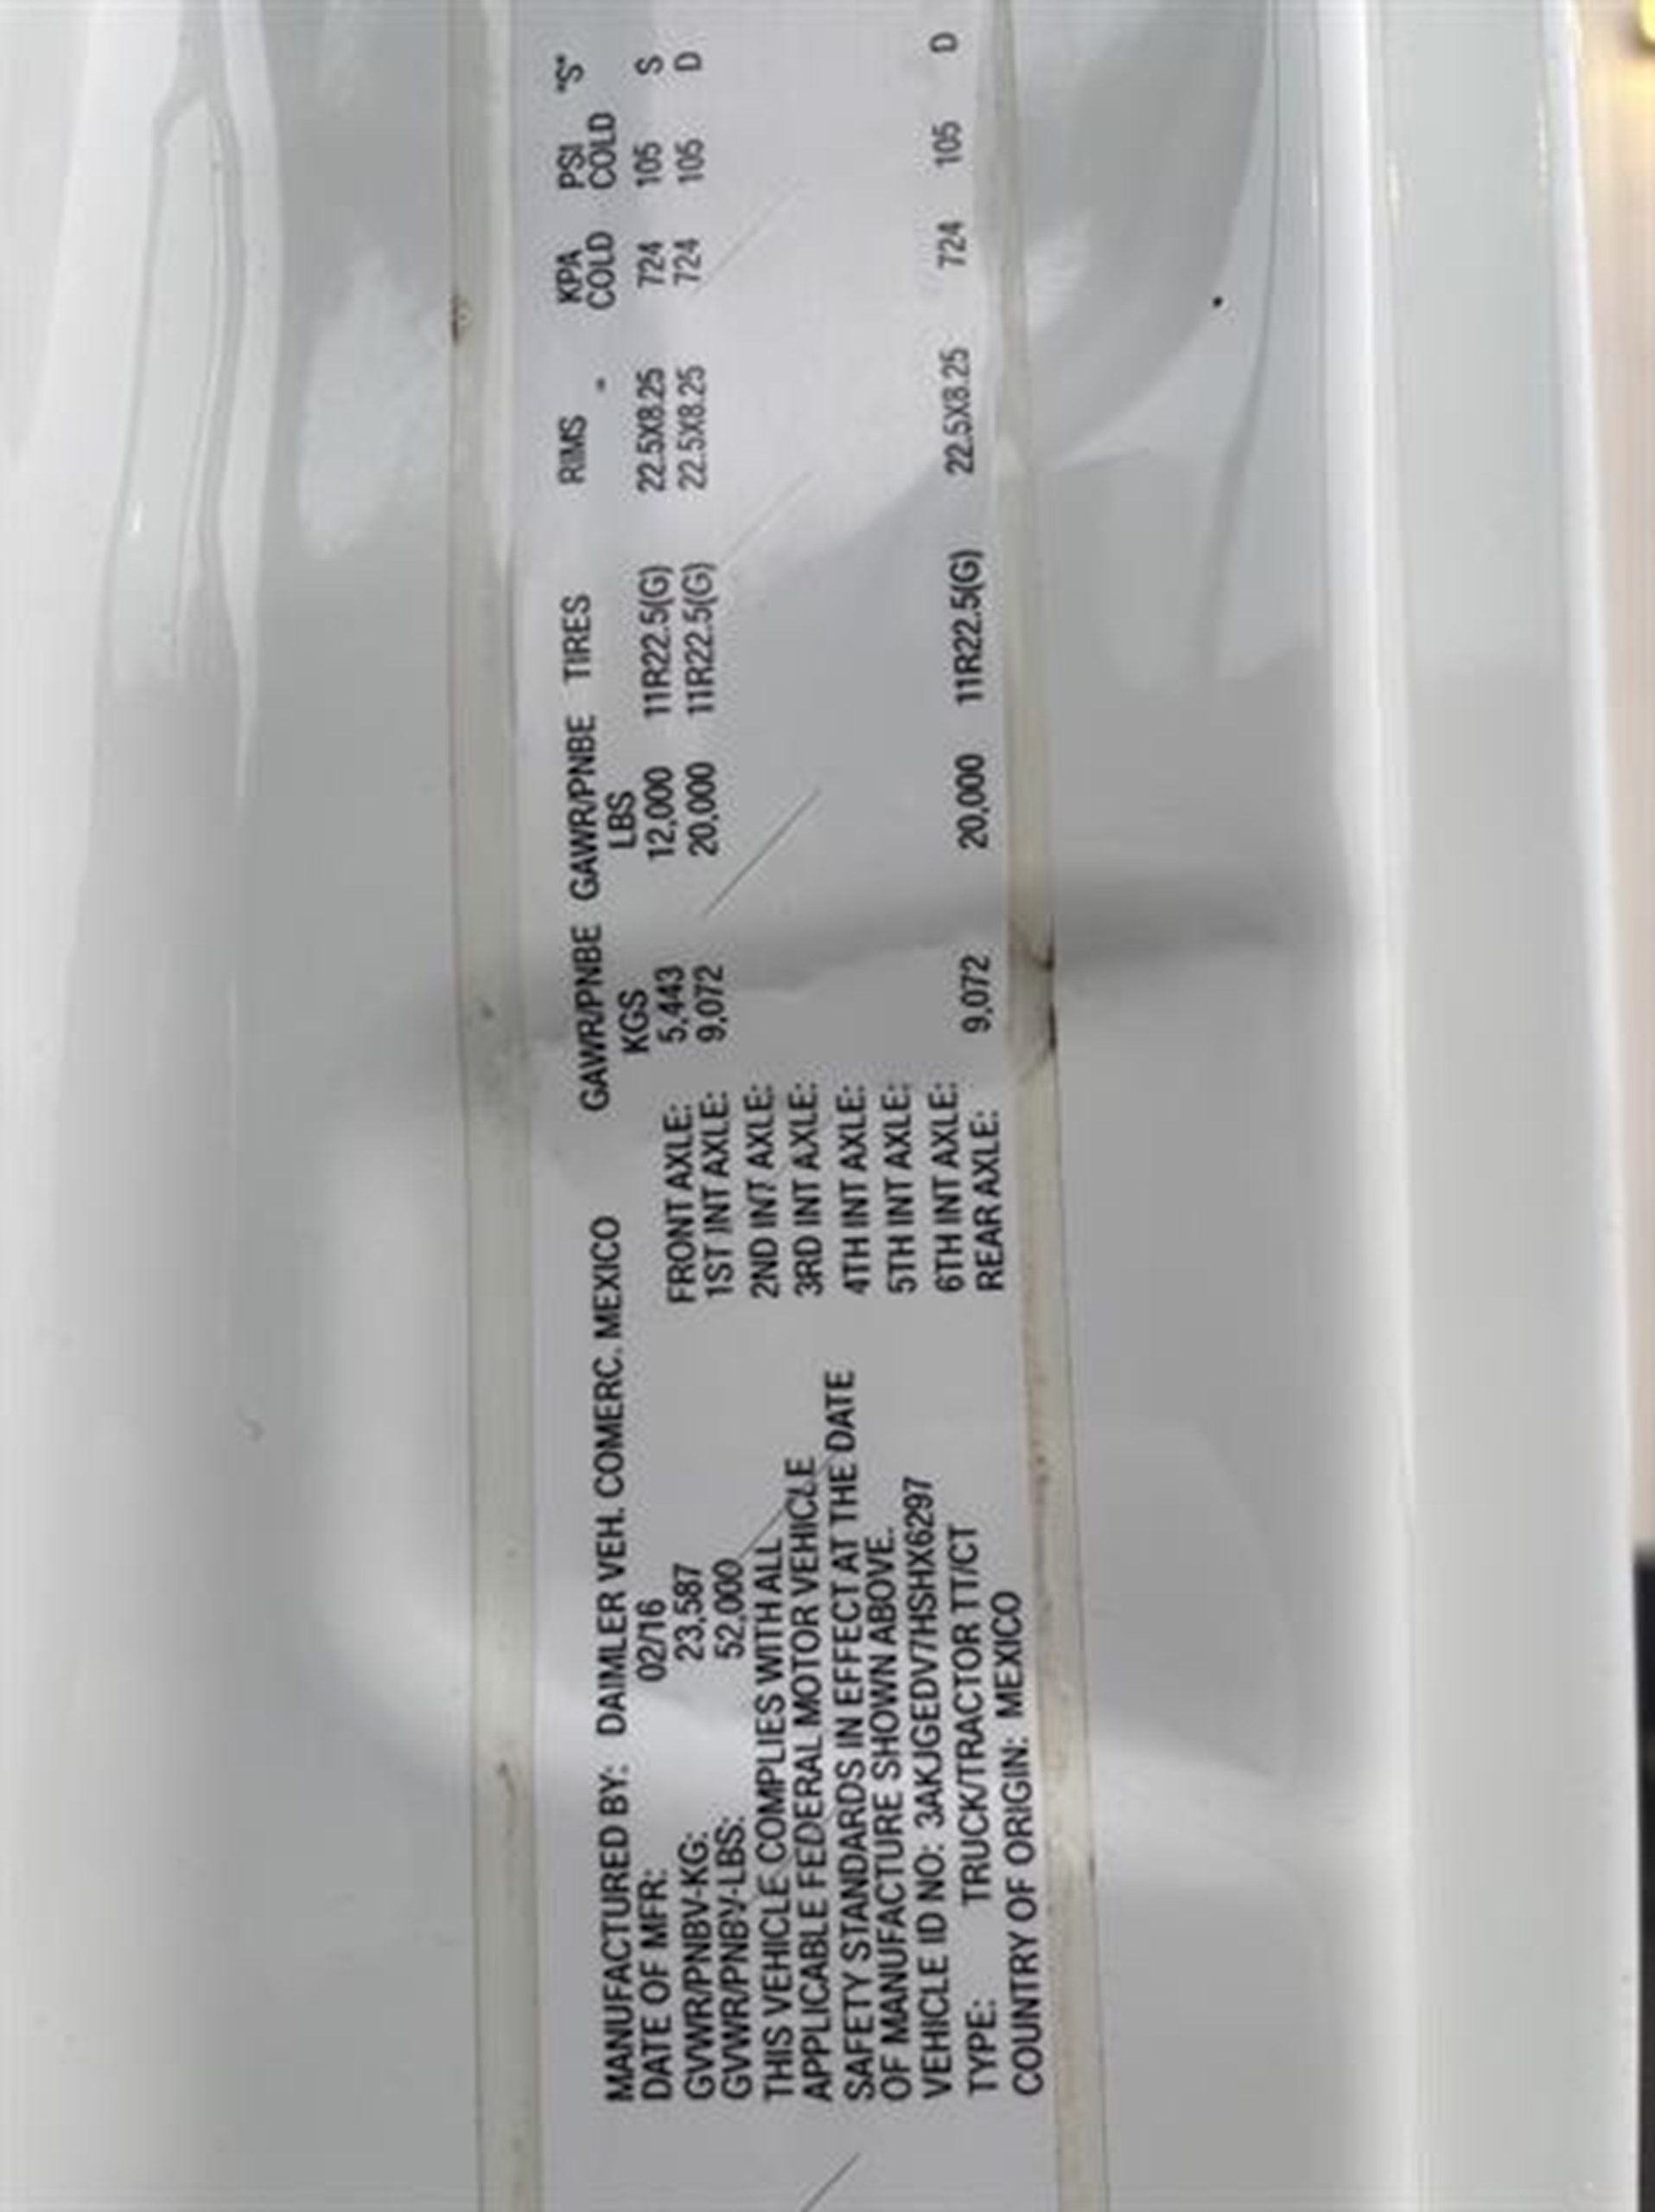 MANUFACTURED BY: DAIMLER VEH. COMERC. MEXICO
DATE OF MFR: 02/16
GVWR/PNBV-KG: 23,587
GVWR/PNBV-LBS: 52,000
THIS VEHICLE COMPLIES WITH ALL
APPLICABLE FEDERAL MOTOR VEHICLE
SAFETY STANDARDS IN EFFECT AT THE DATE
OF MANUFACTURE SHOWN ABOVE.
VEHICLE ID NO: 3AKJGEDV7HSHX6297
TYPE: TRUCK/TRACTOR TT/CT
COUNTRY OF ORIGIN: MEXICO
GAWR/PNBE GAWR/PNBE TIRES RIMS KPA PSI "S"
KGS LBS - COLD COLD
FRONT AXLE: 5,443 12,000 11R22.5(G) 22.5X8.25 724 105 S
1ST INT AXLE: 9,072 20,000 11R22.5(G) 22.5X8.25 724 105 D
2ND INT AXLE:
3RD INT AXLE:
4TH INT AXLE:
5TH INT AXLE:
6TH INT AXLE:
REAR AXLE: 9,072 20,000 11R22.5(G) 22.5X8.25 724 105 D